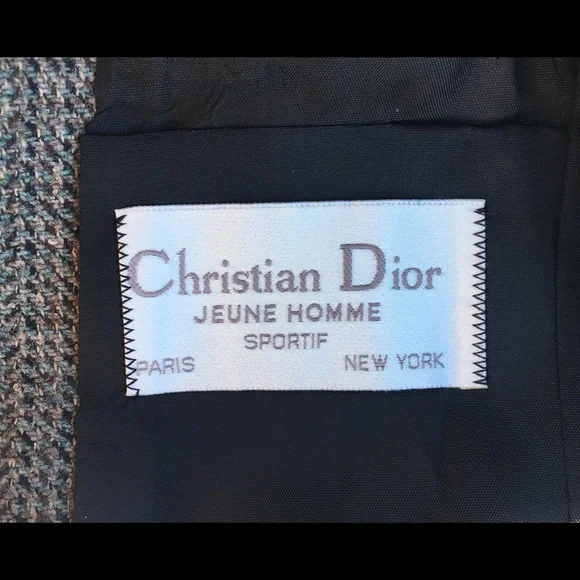 Christian Dior
JEUNE HOMME
SPORTIF
PARIS NEW YORK